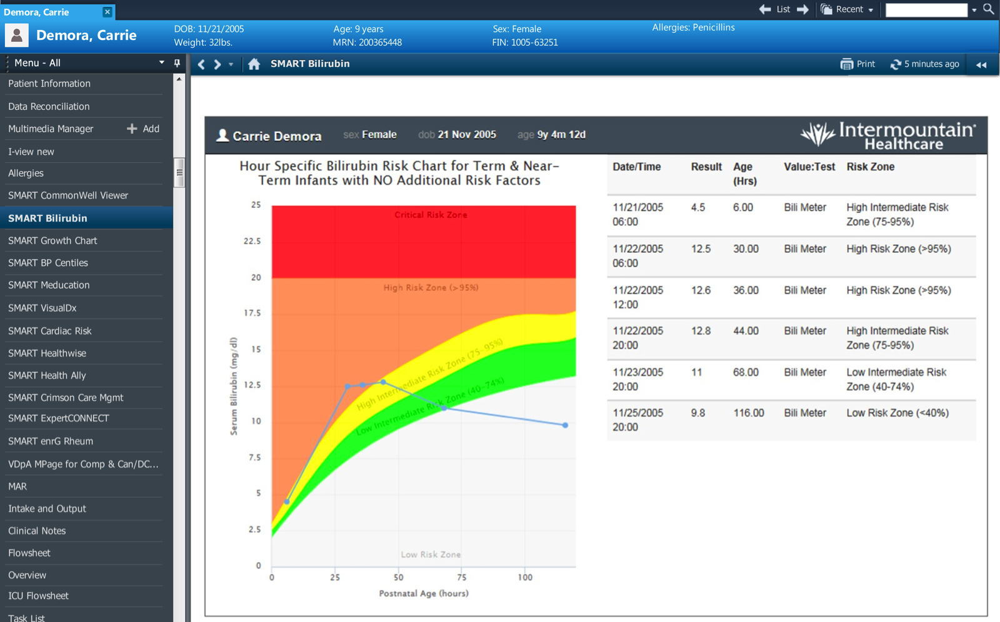 Demora, Carrie
List
Recent
Demora, Carrie
DOB: 11/21/2005
Age: 9 years
Sex: Female
Allergies: Penicillins
Weight: 32lbs.
MRN: 200365448
FIN: 1005-63251
Menu - All
SMART Bilirubin
Print
5 minutes ago
Patient Information
Data Reconciliation
Multimedia Manager
Add
I-view new
Allergies
SMART CommonWell Viewer
SMART Bilirubin
SMART Growth Chart
SMART BP Centiles
SMART Meducation
SMART VisualDx
SMART Cardiac Risk
SMART Healthwise
SMART Health Ally
SMART Crimson Care Mgmt
SMART ExpertCONNECT
SMART enrG Rheum
VDpA MPage for Comp & Can/DC...
MAR
Intake and Output
Clinical Notes
Flowsheet
Overview
ICU Flowsheet
Task List
Carrie Demora
sex Female
dob 21 Nov 2005
age 9y 4m 12d
Intermountain®
Healthcare
Hour Specific Bilirubin Risk Chart for Term & Near-
Term Infants with NO Additional Risk Factors
25
22.5
20
17.5
15
12.5
10
7.5
5
2.5
0
Serum Bilirubin (mg/dl)
Critical Risk Zone
High Risk Zone (>95%)
High Intermediate Risk Zone (75-95%)
Low Intermediate Risk Zone (40-74%)
Low Risk Zone
0 25 50 75 100
Postnatal Age (hours)
Date/Time Result Age Value:Test Risk Zone
(Hrs)
11/21/2005 4.5 6.00 Bili Meter High Intermediate Risk
06:00 Zone (75-95%)
11/22/2005 12.5 30.00 Bili Meter High Risk Zone (>95%)
06:00
11/22/2005 12.6 36.00 Bili Meter High Risk Zone (>95%)
12:00
11/22/2005 12.8 44.00 Bili Meter High Intermediate Risk
20:00 Zone (75-95%)
11/23/2005 11 68.00 Bili Meter Low Intermediate Risk
20:00 Zone (40-74%)
11/25/2005 9.8 116.00 Bili Meter Low Risk Zone (<40%)
20:00